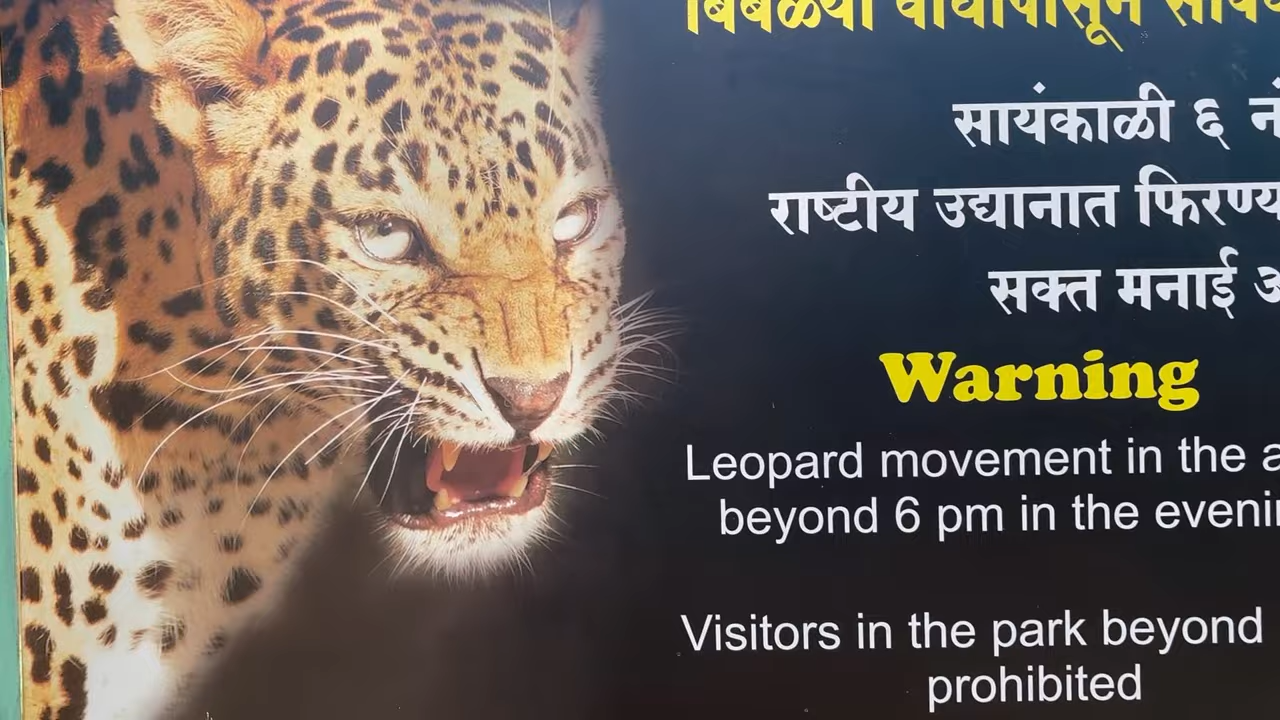 बिबळ्या वाघापासून
सायंकाळी ६
राष्टीय उद्यानात
सक्त मनाई
Warning
Leopard movement in the
beyond 6 pm in the
Visitors in the park beyond
prohibited